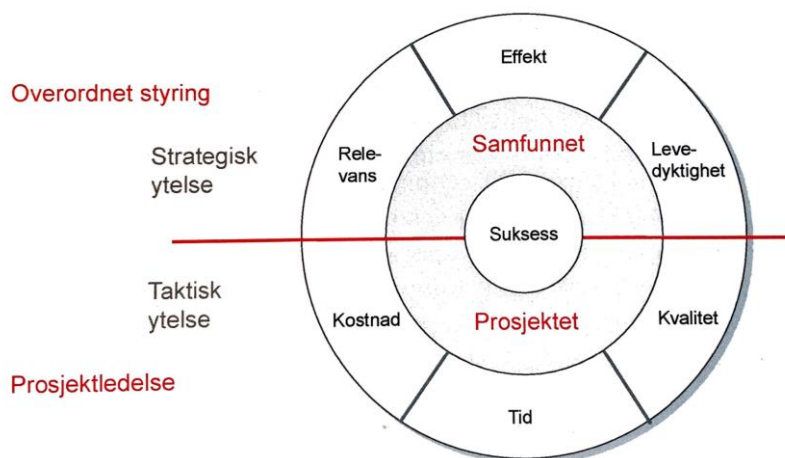 Overordnet styring
Strategisk
ytelse
Effekt
Rele-
vans
Samfunnet
Leve-
dyktighet
Suksess
Taktisk
ytelse
Kostnad
Prosjektet
Kvalitet
Prosjektledelse
Tid